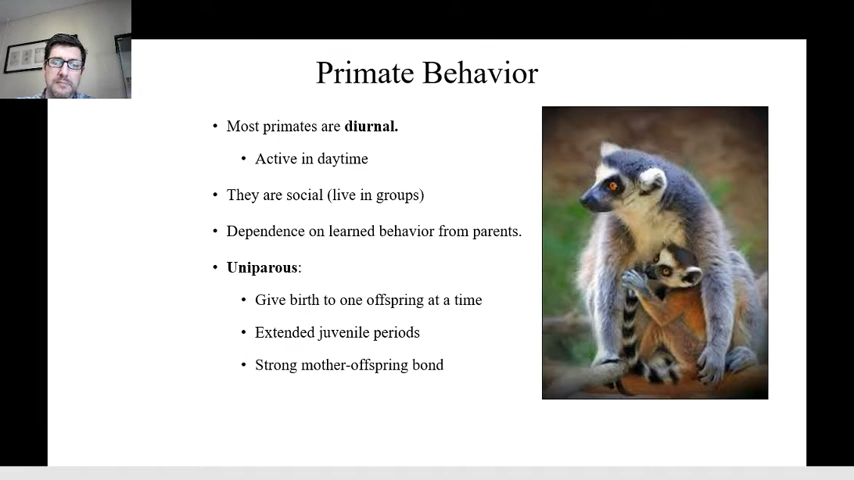 Primate Behavior
• Most primates are diurnal.
• Active in daytime
• They are social (live in groups)
• Dependence on learned behavior from parents.
• Uniparous:
• Give birth to one offspring at a time
• Extended juvenile periods
• Strong mother-offspring bond